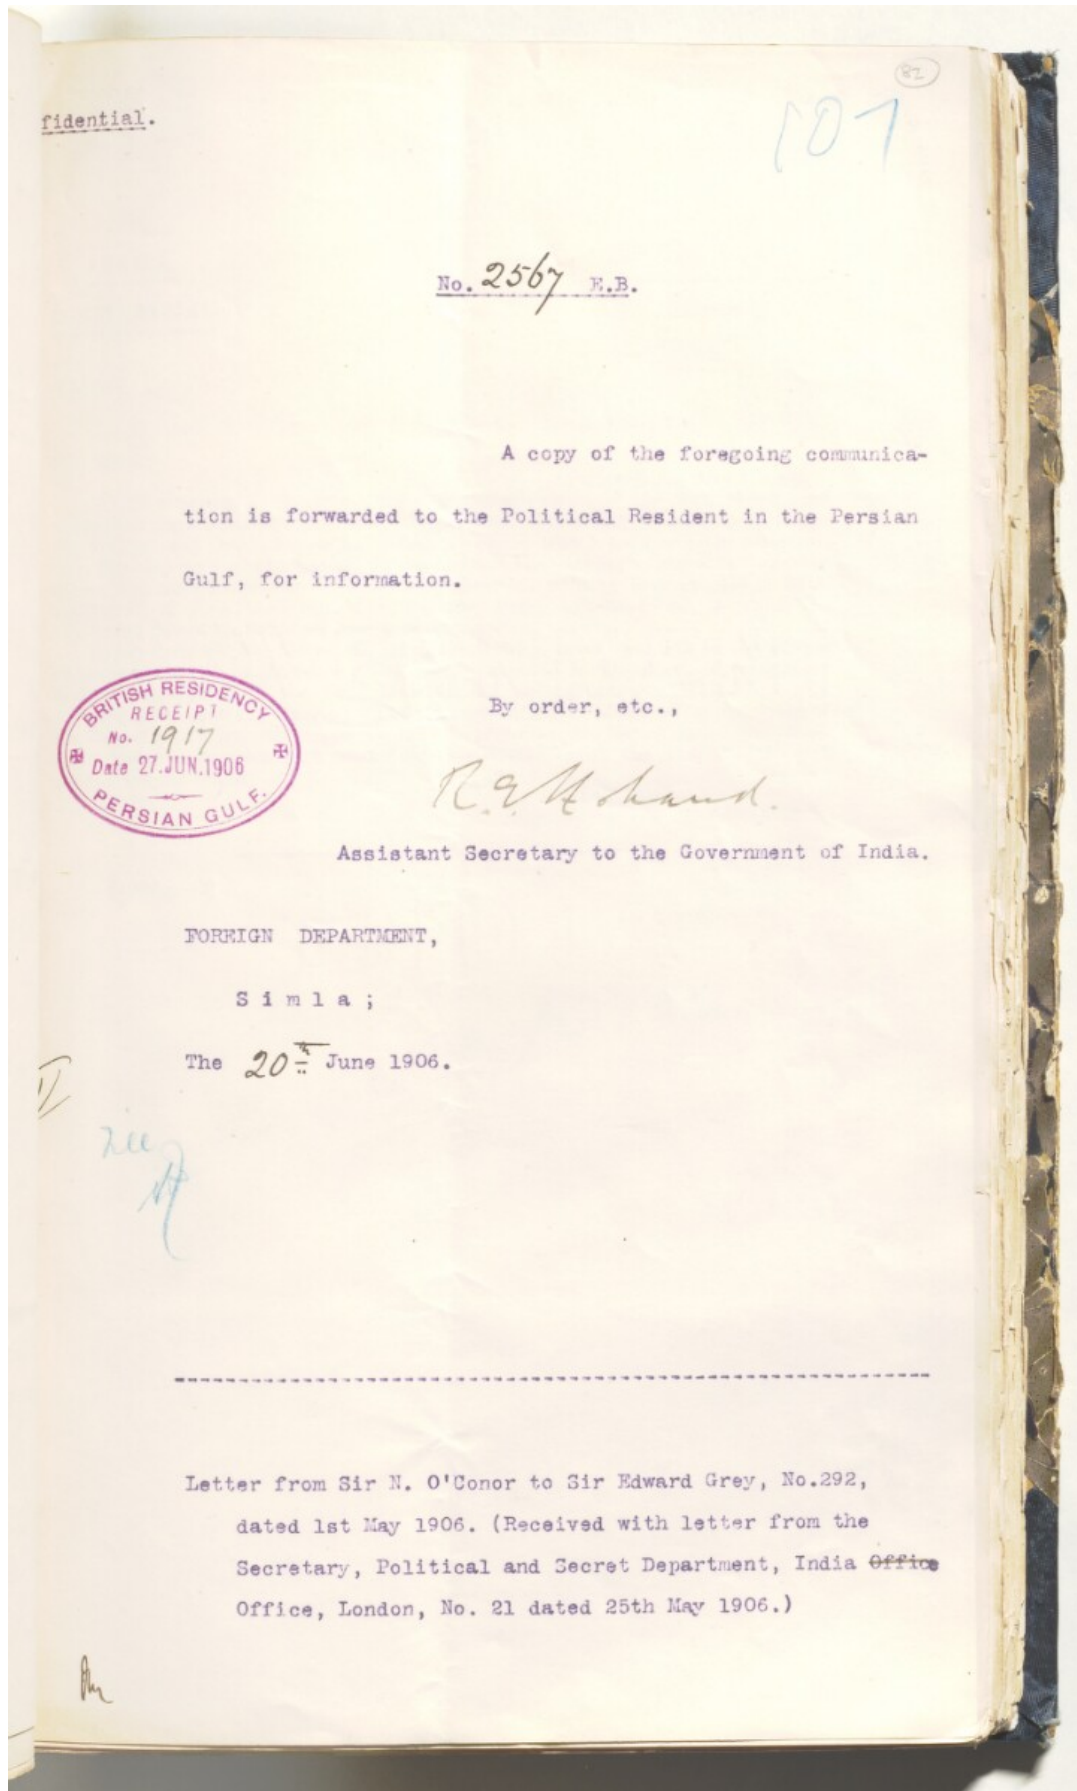 82
107
fidential.
No. 2567 E.B.
A copy of the foregoing communica-
tion is forwarded to the Political Resident in the Persian
Gulf, for information.
BRITISH RESIDENCY
RECEIPT
No. 1917
Date 27.JUN.1906
PERSIAN GULF.
By order, etc.,
Assistant Secretary to the Government of India.
FOREIGN DEPARTMENT,
Simla;
The 20th June 1906.
Letter from Sir N. O'Conor to Sir Edward Grey, No.292,
dated 1st May 1906. (Received with letter from the
Secretary, Political and Secret Department, India Office
Office, London, No. 21 dated 25th May 1906.)